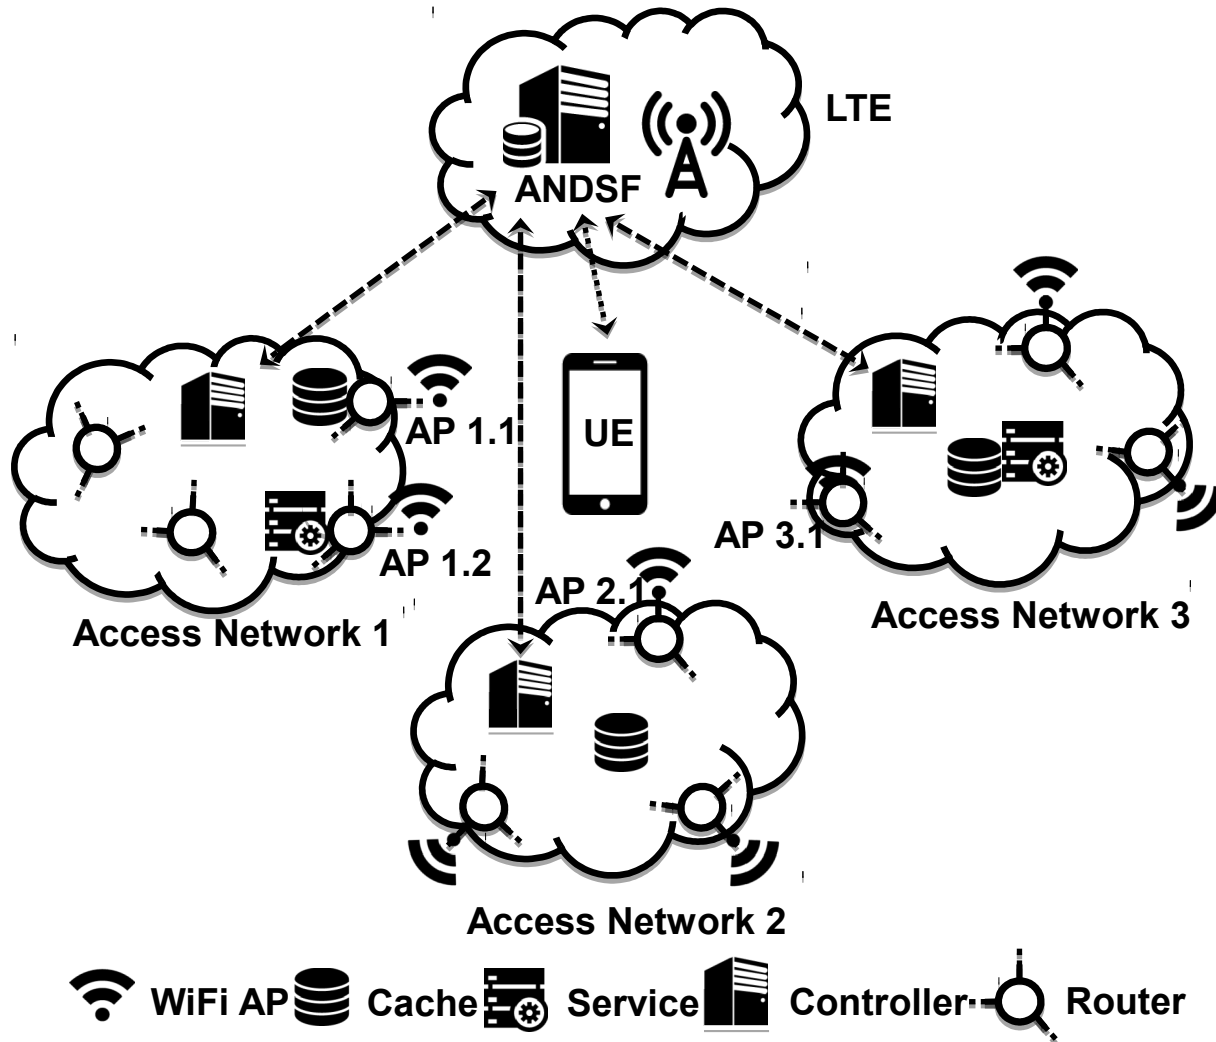 LTE
ANDSF
AP 1.1
UE
AP 1.2
AP 3.1
AP 2.1
Access Network 1
Access Network 3
Access Network 2
WiFi AP
Cache
Service
Controller
Router